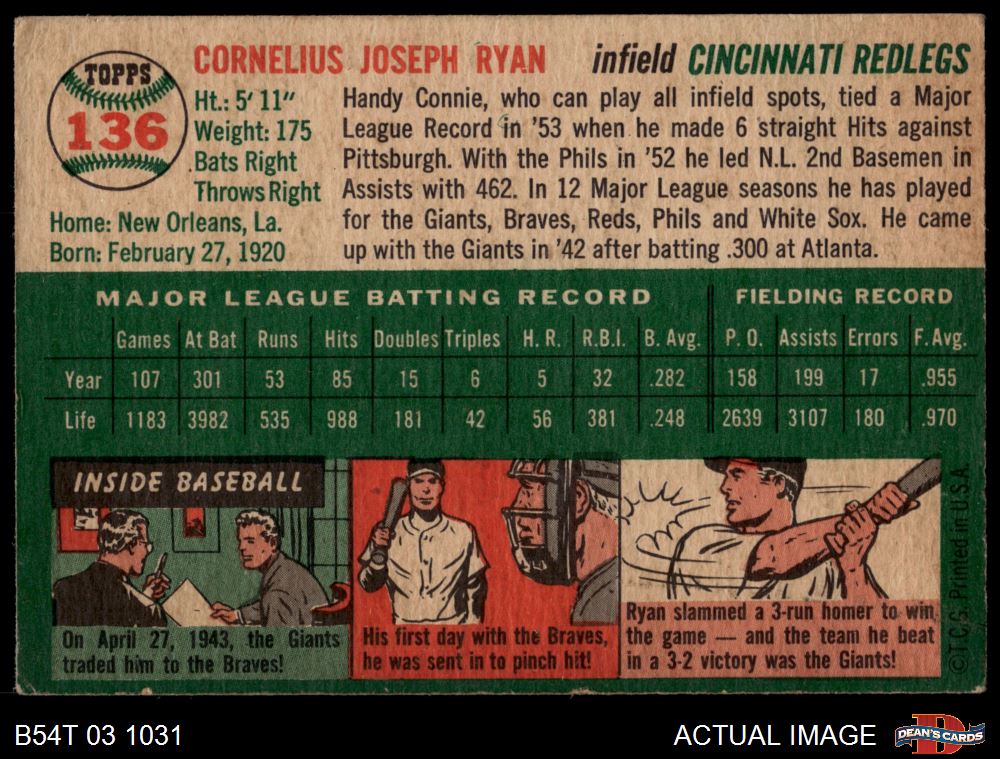 TOPPS
136
CORNELIUS JOSEPH RYAN infield CINCINNATI REDLEGS
Ht.: 5' 11"
Weight: 175
Bats Right
Throws Right
Home: New Orleans, La.
Born: February 27, 1920
Handy Connie, who can play all infield spots, tied a Major
League Record in '53 when he made 6 straight Hits against
Pittsburgh. With the Phils in '52 he led N.L. 2nd Basemen in
Assists with 462. In 12 Major League seasons he has played
for the Giants, Braves, Reds, Phils and White Sox. He came
up with the Giants in '42 after batting .300 at Atlanta.
MAJOR LEAGUE BATTING RECORD FIELDING RECORD
Games At Bat Runs Hits Doubles Triples H. R. R.B.I. B. Avg. P. O. Assists Errors F. Avg.
Year 107 301 53 85 15 6 5 32 .282 158 199 17 .955
Life 1183 3982 535 988 181 42 56 381 .248 2639 3107 180 .970
INSIDE BASEBALL
On April 27, 1943, the Giants
traded him to the Braves!
His first day with the Braves,
he was sent in to pinch hit!
Ryan slammed a 3-run homer to win
the game — and the team he beat
in a 3-2 victory was the Giants!
©T.C.G. Printed in U.S.A.
B54T 03 1031
ACTUAL IMAGE
DEAN'S CARDS